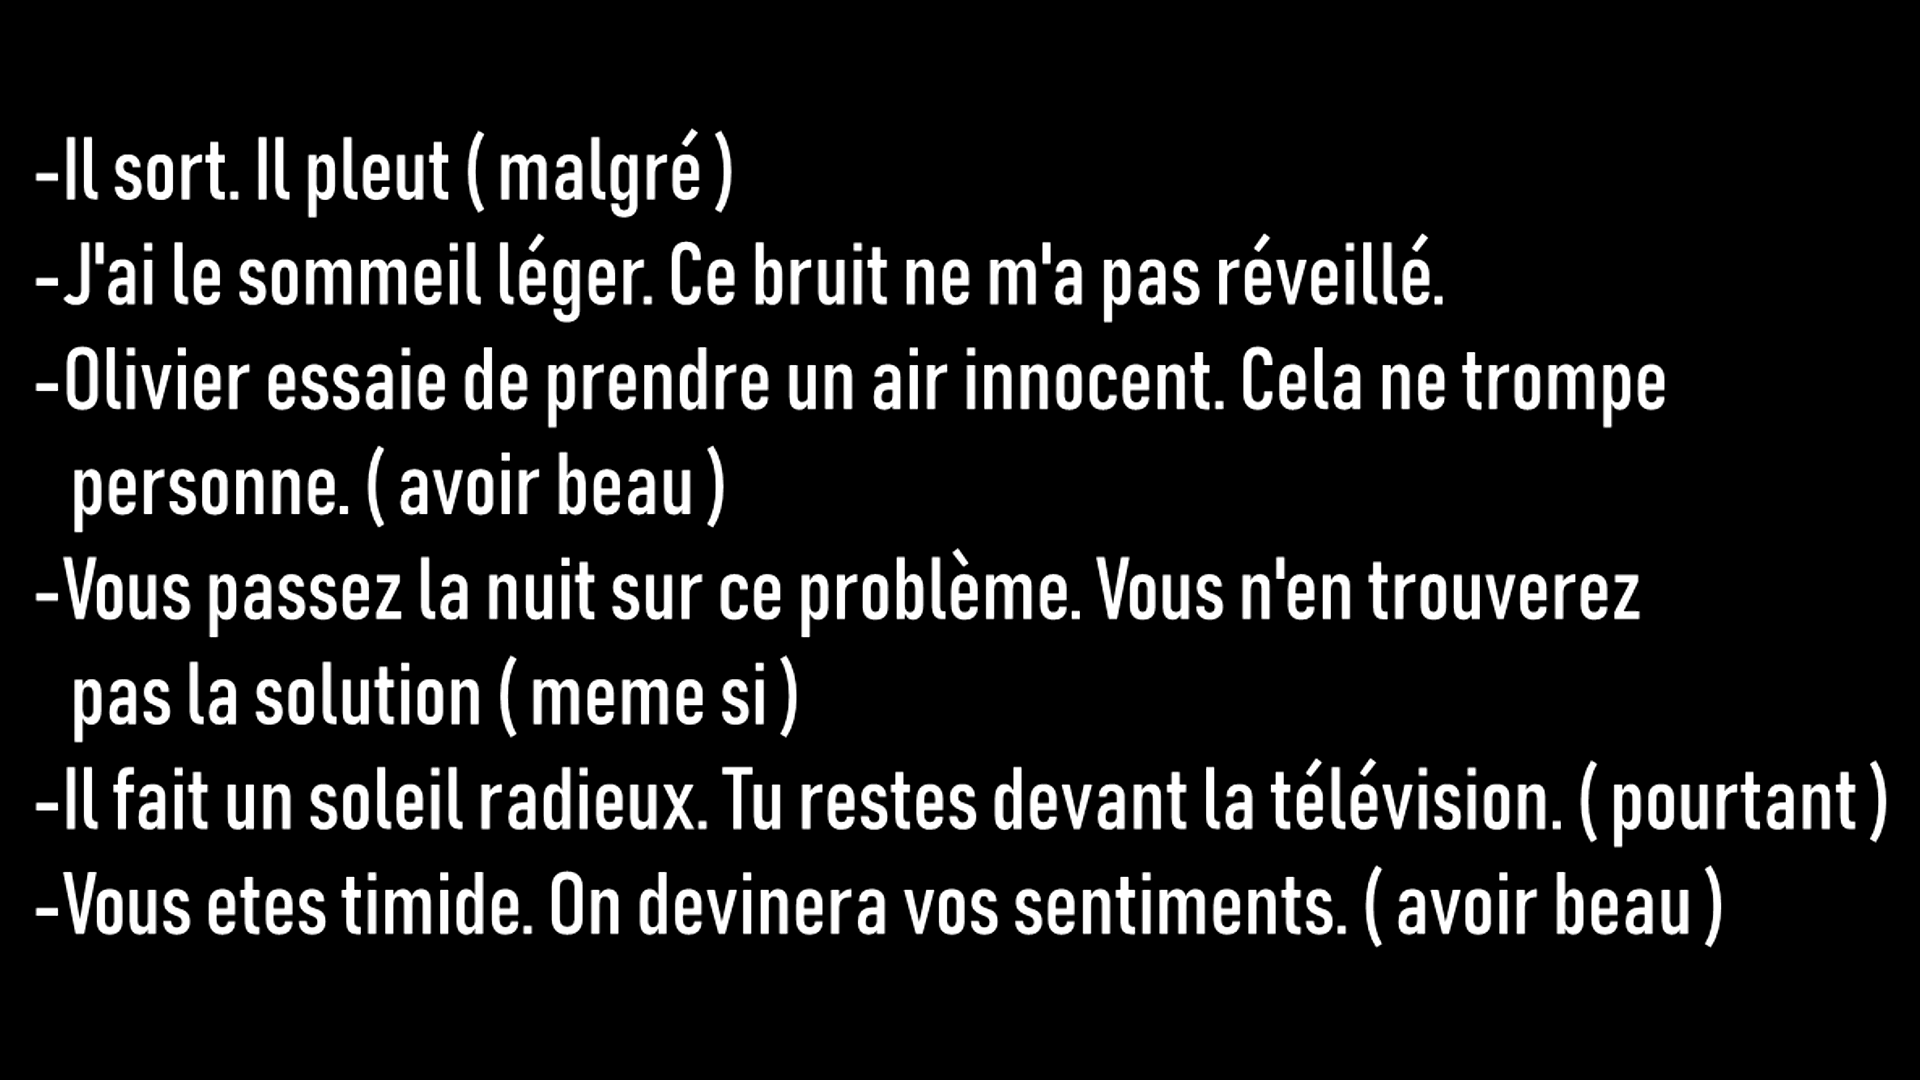 -Il sort. Il pleut ( malgré )
-J'ai le sommeil léger. Ce bruit ne m'a pas réveillé.
-Olivier essaie de prendre un air innocent. Cela ne trompe
personne. ( avoir beau )
-Vous passez la nuit sur ce problème. Vous n'en trouverez
pas la solution ( meme si )
-Il fait un soleil radieux. Tu restes devant la télévision. ( pourtant )
-Vous etes timide. On devinera vos sentiments. ( avoir beau )